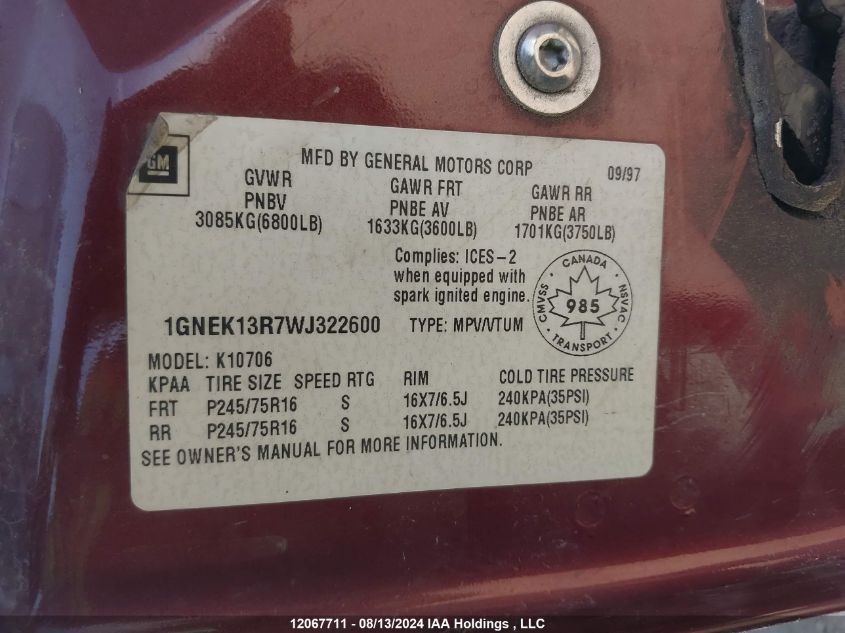 GM
MFD BY GENERAL MOTORS CORP 09/97
GVWR GAWR FRT GAWR RR
PNBV PNBE AV PNBE AR
3085KG(6800LB) 1633KG(3600LB) 1701KG(3750LB)
Complies: ICES-2
when equipped with
spark ignited engine.
CANADA
CMVSS 985 NSVAC
TRANSPORT
1GNEK13R7WJ322600 TYPE: MPV/VTUM
MODEL: K10706
KPAA TIRE SIZE SPEED RTG RIM COLD TIRE PRESSURE
FRT P245/75R16 S 16X7/6.5J 240KPA(35PSI)
RR P245/75R16 S 16X7/6.5J 240KPA(35PSI)
SEE OWNER'S MANUAL FOR MORE INFORMATION.
12067711 - 08/13/2024 IAA Holdings , LLC